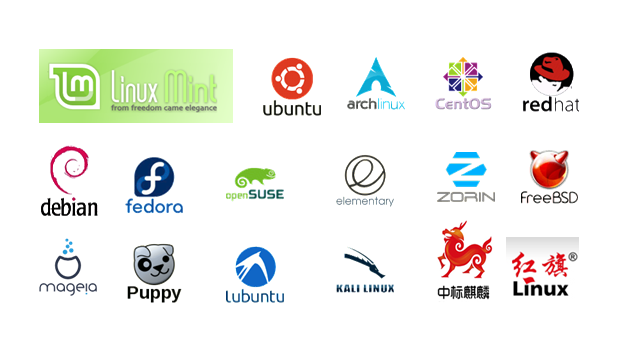 lm Linux Mint
from freedom came elegance
ubuntu
archlinux
CentOS
redhat
debian
fedora
openSUSE
elementary
ZORIN
FreeBSD
mageia
Puppy
lubuntu
KALI LINUX
中标麒麟
红旗®
Linux